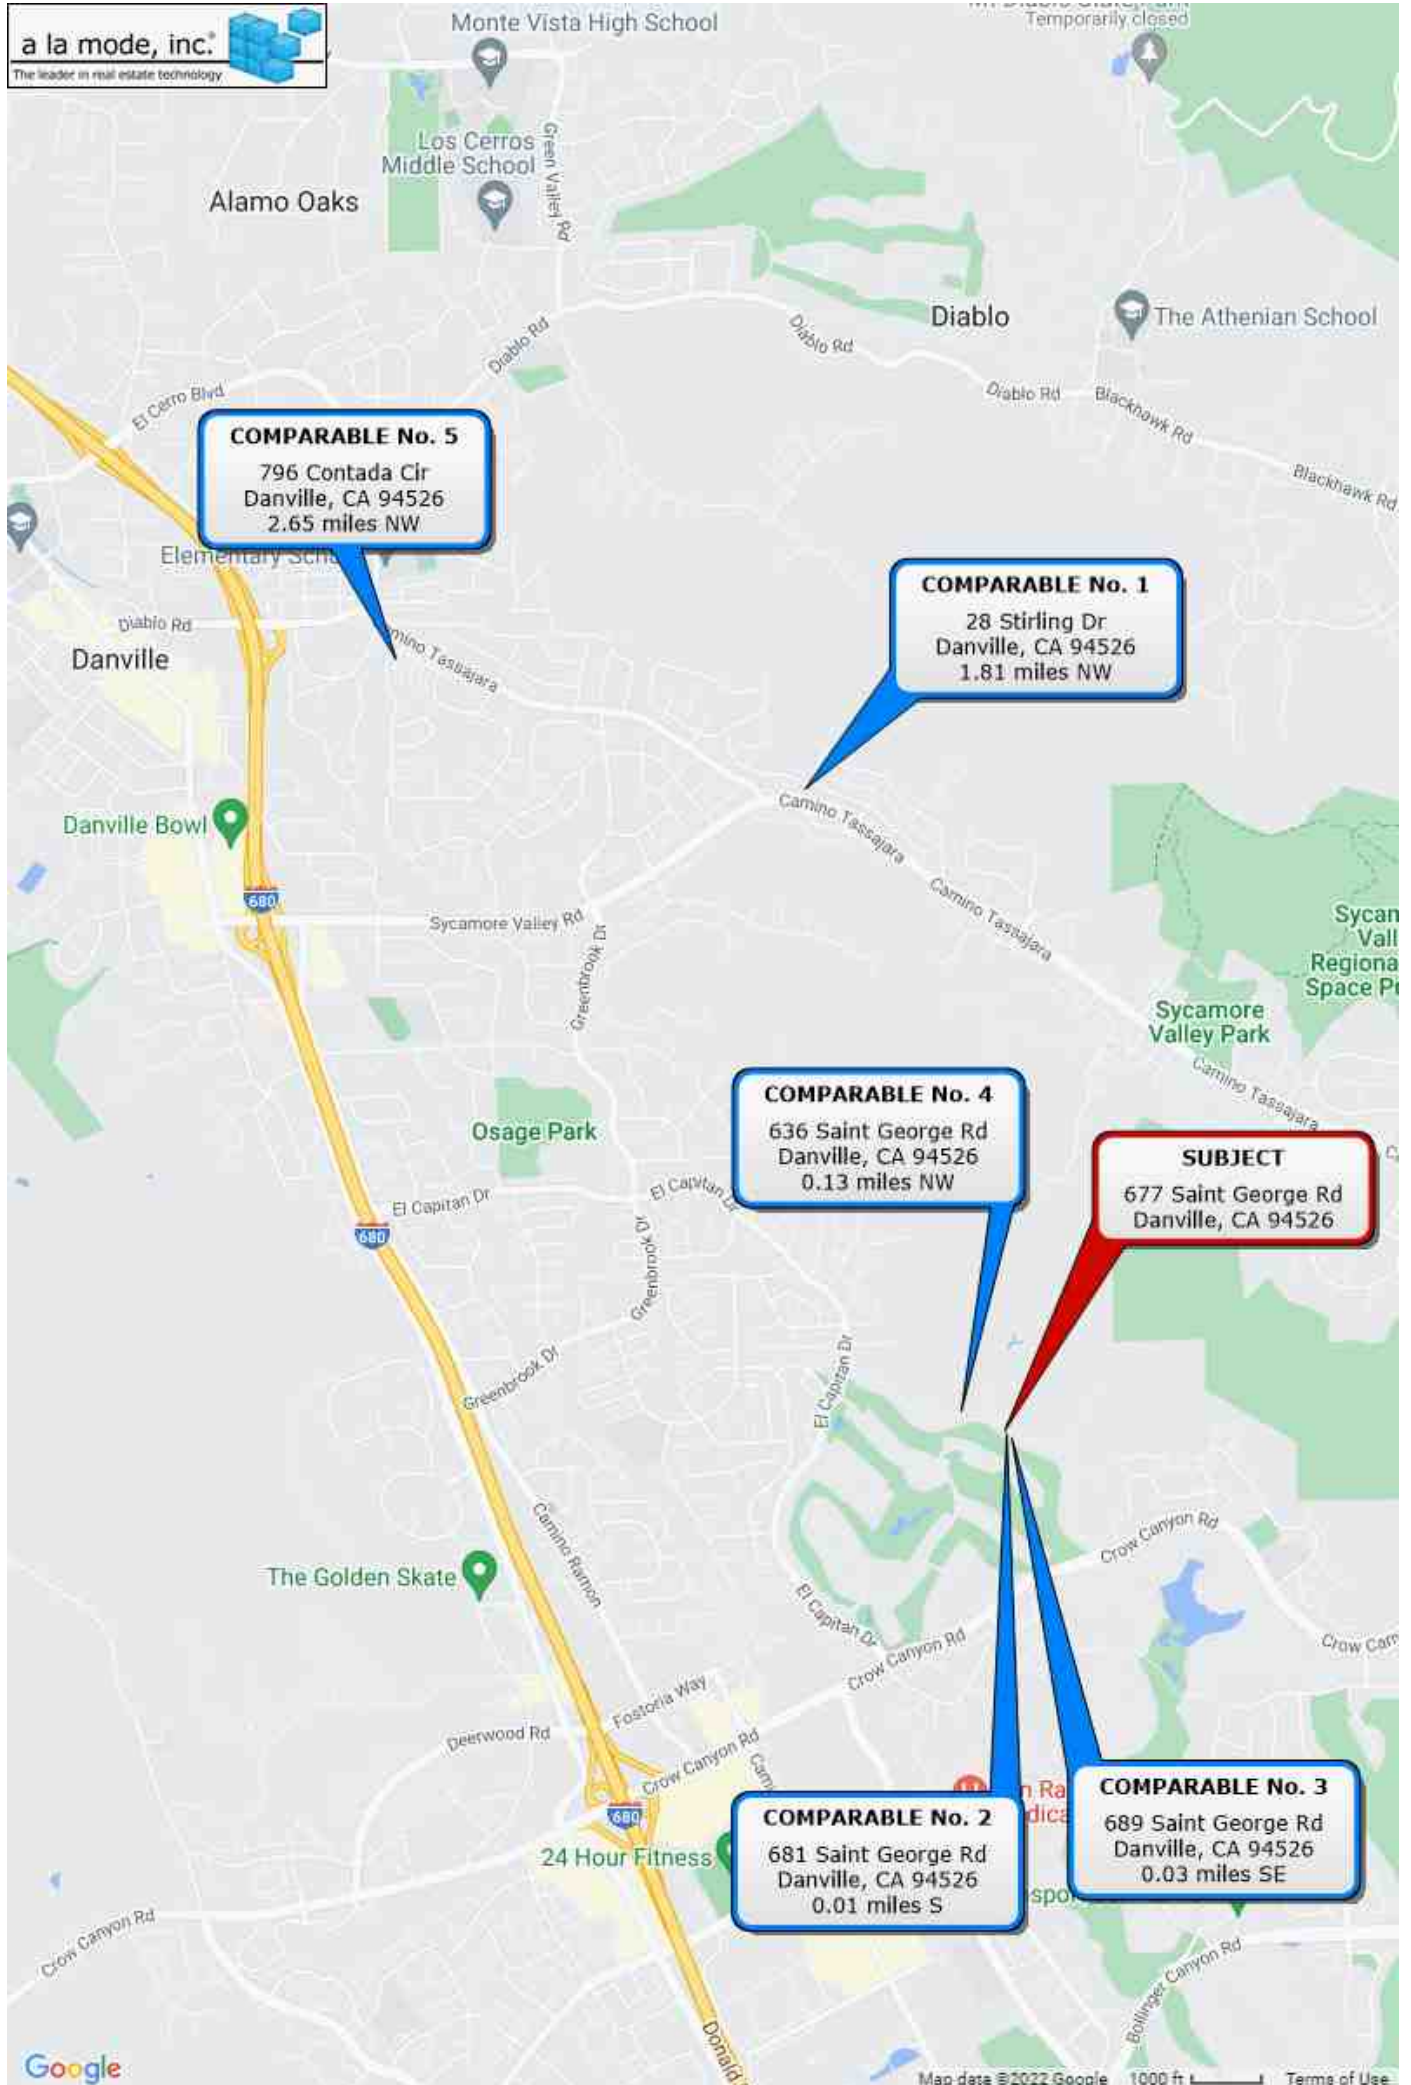 a la mode, inc.®
The leader in real estate technology
Monte Vista High School
Temporarily closed
Los Cerros
Middle School
Green Valley Rd
Alamo Oaks
Diablo
The Athenian School
Diablo Rd
Diablo Rd
Diablo Rd
Blackhawk Rd
Blackhawk Rd
El Cerro Blvd
COMPARABLE No. 5
796 Contada Cir
Danville, CA 94526
2.65 miles NW
Elementary
COMPARABLE No. 1
28 Stirling Dr
Danville, CA 94526
1.81 miles NW
Diablo Rd
Danville
Tassajara
Danville Bowl
Camino Tassajara
Camino Tassajara
680
Sycamore Valley Rd
Greenbrook Dr
Sycamore
Valley Park
Camino Tassajara
COMPARABLE No. 4
636 Saint George Rd
Danville, CA 94526
0.13 miles NW
Osage Park
SUBJECT
677 Saint George Rd
Danville, CA 94526
El Capitan Dr
El Capitan Dr
680
Greenbrook Dr
Greenbrook Dr
El Capitan Dr
Crow Canyon Rd
Camino Ramon
The Golden Skate
El Capitan Dr
Crow Canyon Rd
Crow
Fostoria Way
Deerwood Rd
Crow Canyon Rd
680
COMPARABLE No. 3
689 Saint George Rd
Danville, CA 94526
0.03 miles SE
COMPARABLE No. 2
681 Saint George Rd
Danville, CA 94526
0.01 miles S
24 Hour Fitness
Crow Canyon Rd
Bollinger Canyon Rd
Donald
Google
Map data ©2022 Google 1000 ft Terms of Use